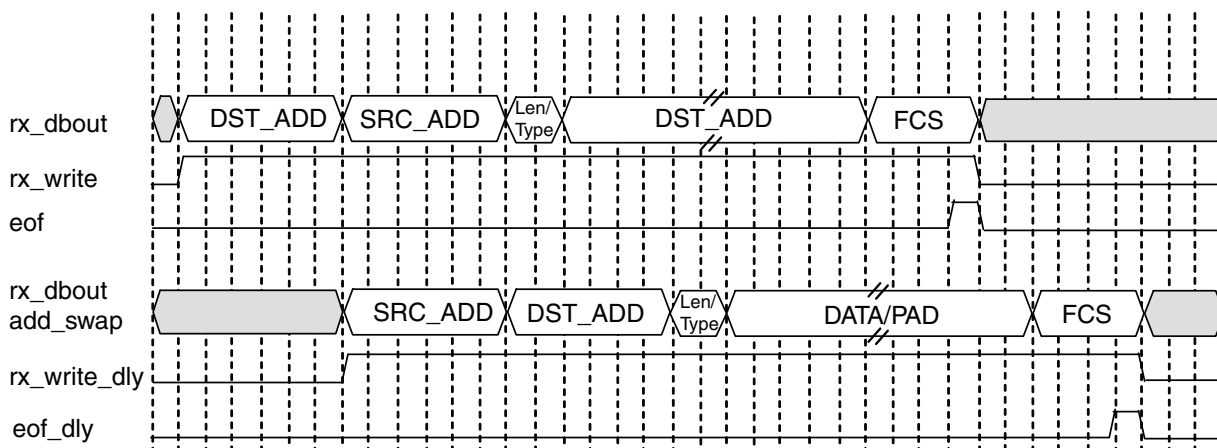 rx_dbout
DST_ADD
SRC_ADD
Len/
Type
DST_ADD
FCS
rx_write
eof
rx_dbout
add_swap
SRC_ADD
DST_ADD
Len/
Type
DATA/PAD
FCS
rx_write_dly
eof_dly